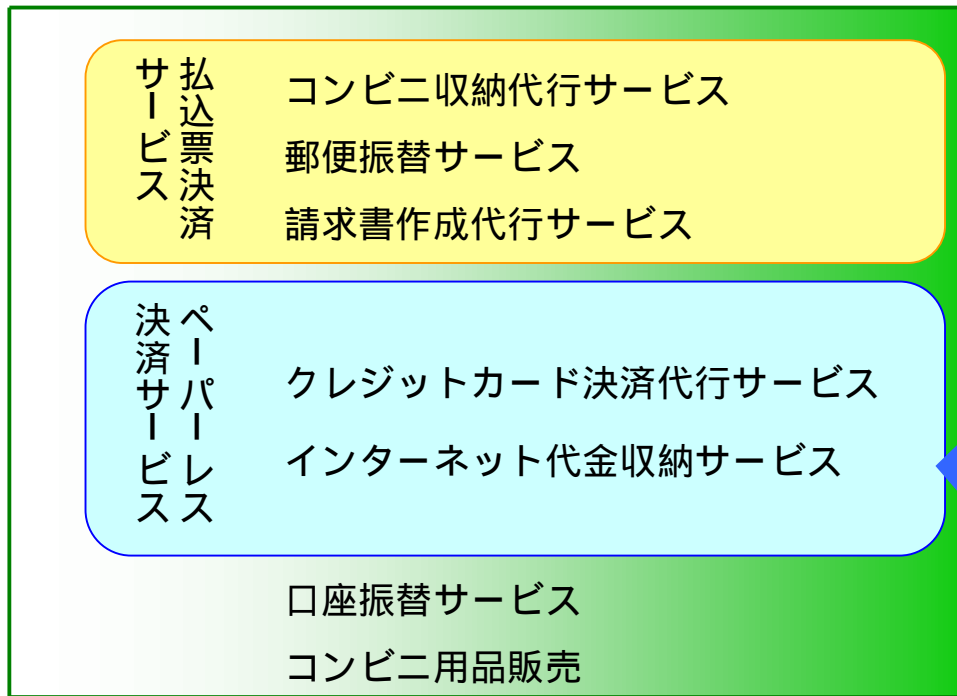 払込票決済
サービス
コンビニ収納代行サービス
郵便振替サービス
請求書作成代行サービス
ペーパーレス
決済サービス
クレジットカード決済代行サービス
インターネット代金収納サービス
口座振替サービス
コンビニ用品販売